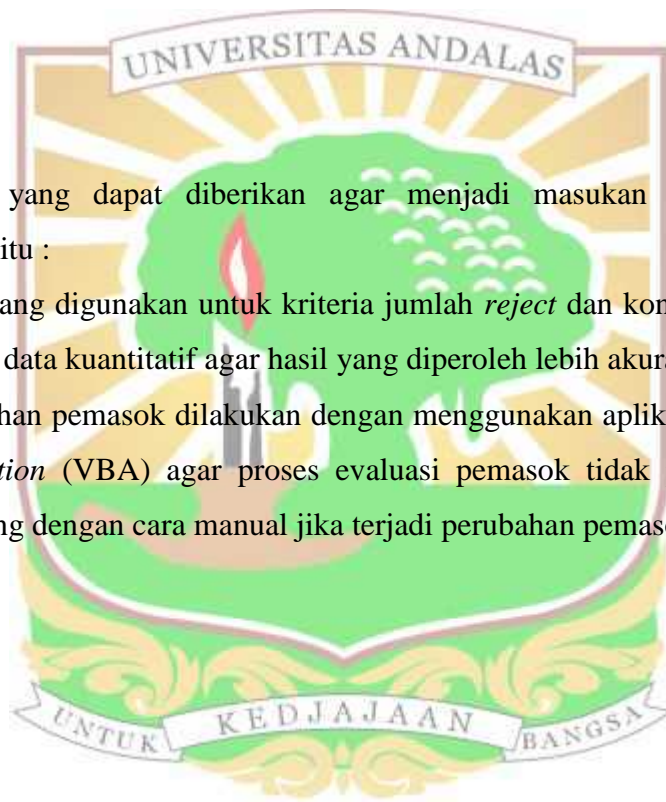 UNIVERSITAS ANDALAS
yang dapat diberikan agar menjadi masukan
itu :
ang digunakan untuk kriteria jumlah reject dan kon
data kuantitatif agar hasil yang diperoleh lebih akura
han pemasok dilakukan dengan menggunakan aplik
tion (VBA) agar proses evaluasi pemasok tidak
ng dengan cara manual jika terjadi perubahan pemaso
UNTUK KEDJAJAAN BANGSA